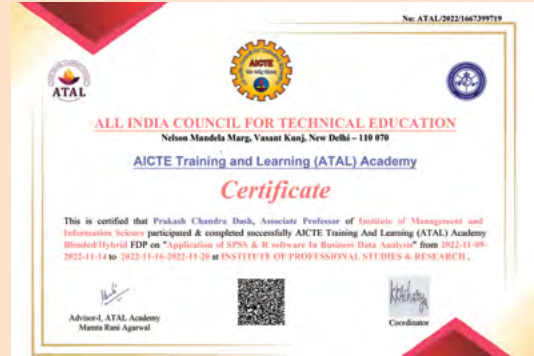 No: ATAL/2022/1667399719
ATAL
AICTE
ALL INDIA COUNCIL FOR TECHNICAL EDUCATION
Nelson Mandela Marg, Vasant Kunj, New Delhi – 110 070
AICTE Training and Learning (ATAL) Academy
Certificate
This is certified that Prakash Chandra Dash, Associate Professor of Institute of Management and
Information Science participated & completed successfully AICTE Training And Learning (ATAL) Academy
Blended/Hybrid FDP on "Application of SPSS & R software In Business Data Analysis" from 2022-11-09-
2022-11-14 to 2022-11-16-2022-11-20 at INSTITUTE OF PROFESSIONAL STUDIES & RESEARCH .
Advisor-I, ATAL Academy
Mamta Rani Agarwal
Coordinator